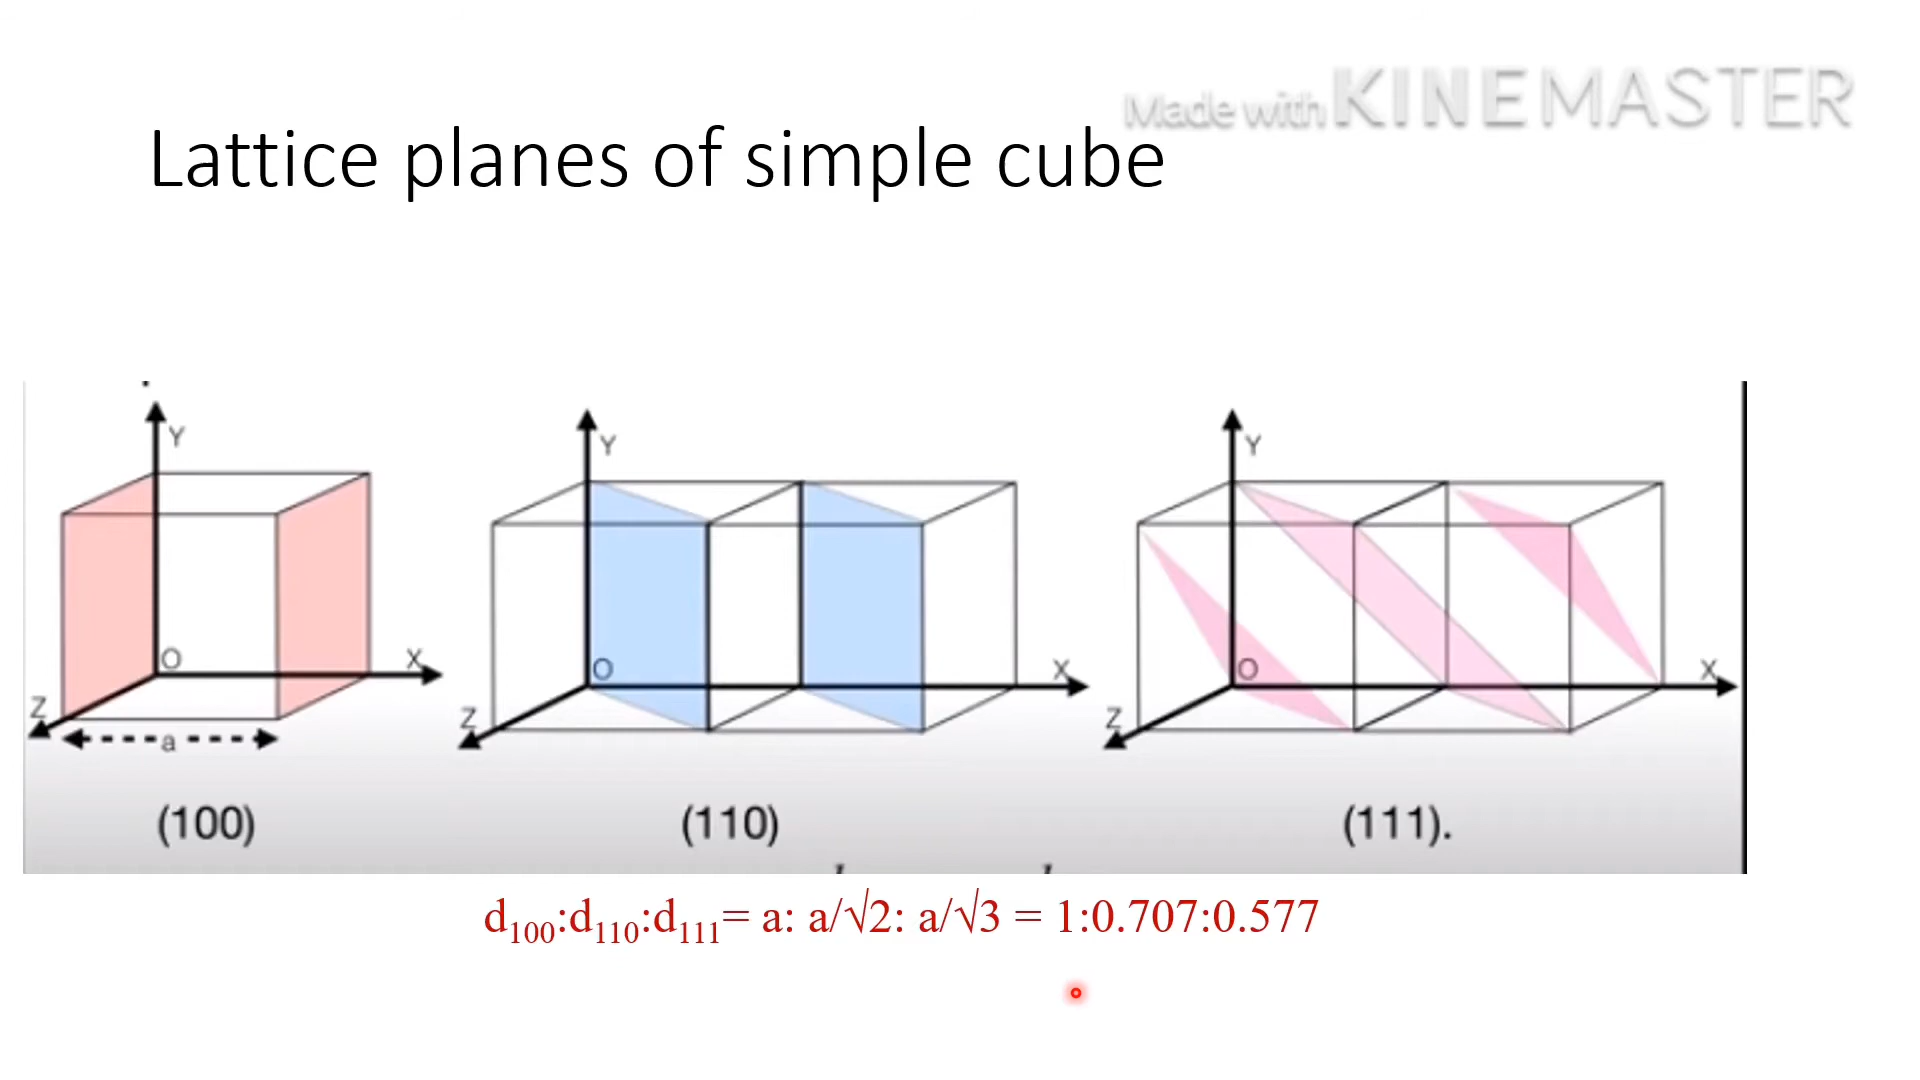 Made with KINEMASTER
Lattice planes of simple cube
Y
Y
Y
O
X
O
X
O
X
Z
Z
Z
a
(100)
(110)
(111).
d₁₀₀:d₁₁₀:d₁₁₁= a: a/√2: a/√3 = 1:0.707:0.577